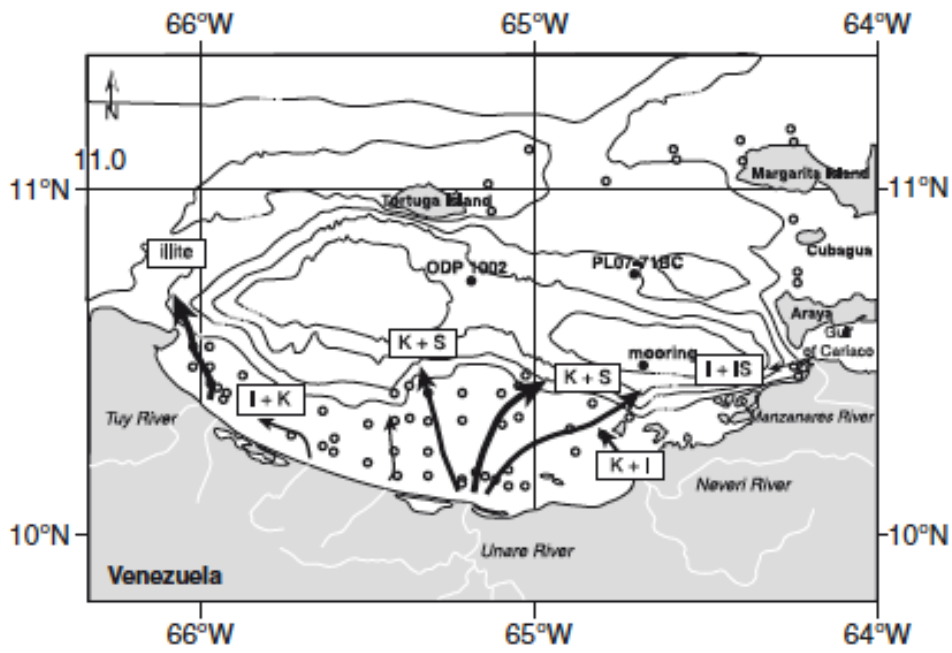 66°W 65°W 64°W
N
11.0
11°N 11°N
Margarita Island
Tortuga Island
illite
Cubagua
ODP 1002
PL07-71BC
Araya
Gulf
of Cariaco
K + S
mooring
I + IS
K + S
I + K
Tuy River
Manzanares River
K + I
Neveri River
10°N 10°N
Unare River
Venezuela
66°W 65°W 64°W